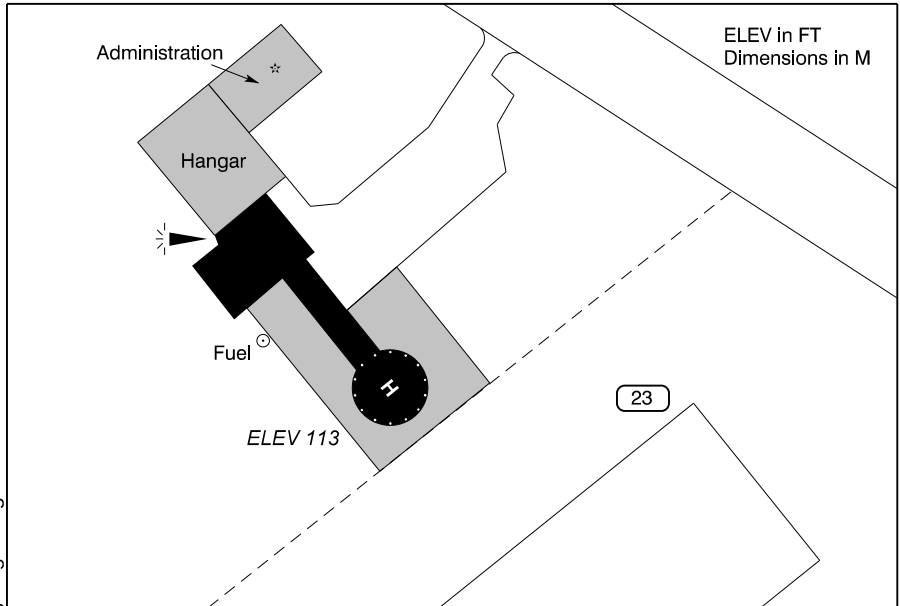 ELEV in FT
Dimensions in M
Administration
Hangar
Fuel
H
23
ELEV 113